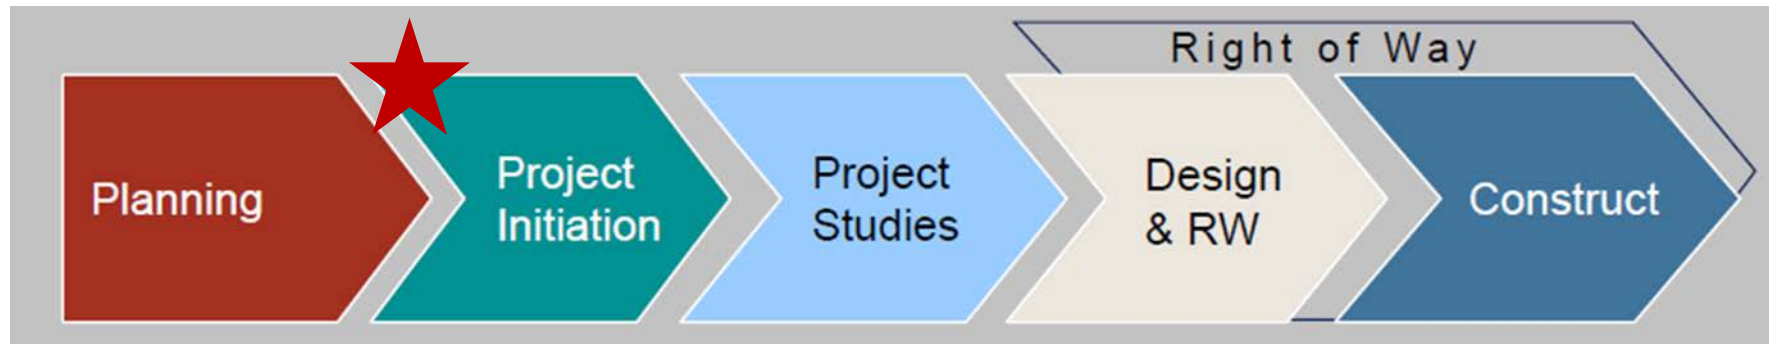 Right of Way
Planning
Project
Initiation
Project
Studies
Design
& RW
Construct